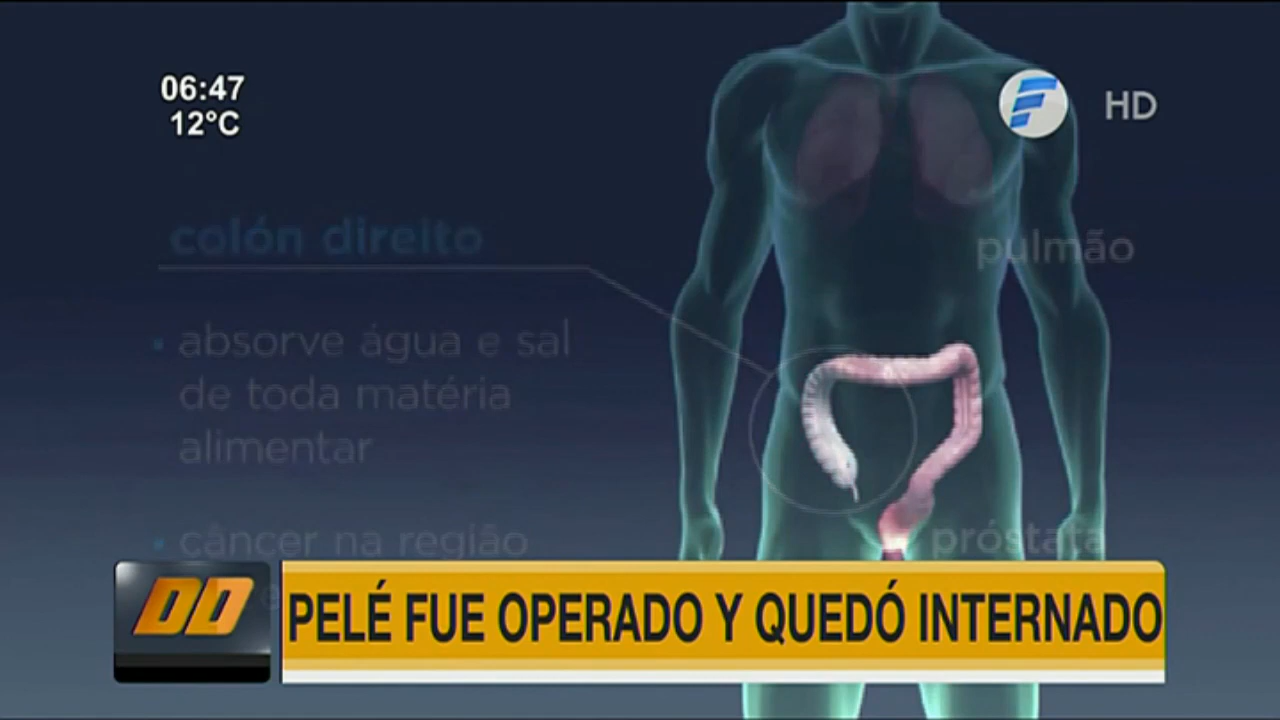 06:47
12°C
HD
colón direito
pulmão
absorve água e sal
de toda matéria
alimentar
câncer na região
próstata
DD
PELÉ FUE OPERADO Y QUEDÓ INTERNADO